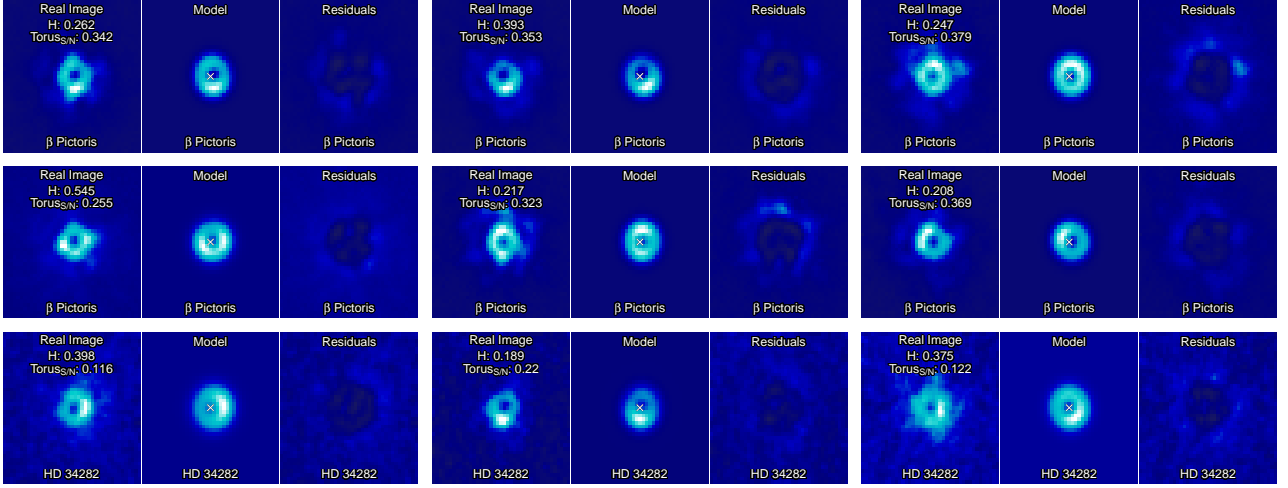 Real Image Model Residuals
H: 0.262
Torus_S/N: 0.342
β Pictoris β Pictoris β Pictoris
Real Image Model Residuals
H: 0.393
Torus_S/N: 0.353
β Pictoris β Pictoris β Pictoris
Real Image Model Residuals
H: 0.247
Torus_S/N: 0.379
β Pictoris β Pictoris β Pictoris
Real Image Model Residuals
H: 0.545
Torus_S/N: 0.255
β Pictoris β Pictoris β Pictoris
Real Image Model Residuals
H: 0.217
Torus_S/N: 0.323
β Pictoris β Pictoris β Pictoris
Real Image Model Residuals
H: 0.208
Torus_S/N: 0.369
β Pictoris β Pictoris β Pictoris
Real Image Model Residuals
H: 0.398
Torus_S/N: 0.116
HD 34282 HD 34282 HD 34282
Real Image Model Residuals
H: 0.189
Torus_S/N: 0.22
HD 34282 HD 34282 HD 34282
Real Image Model Residuals
H: 0.375
Torus_S/N: 0.122
HD 34282 HD 34282 HD 34282